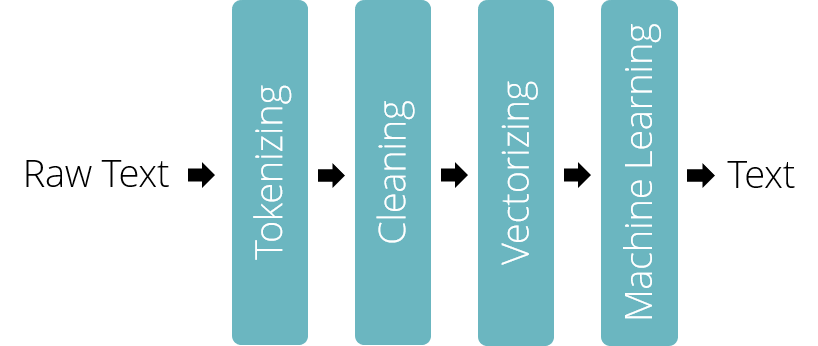 Raw Text
Tokenizing
Cleaning
Vectorizing
Machine Learning
Text